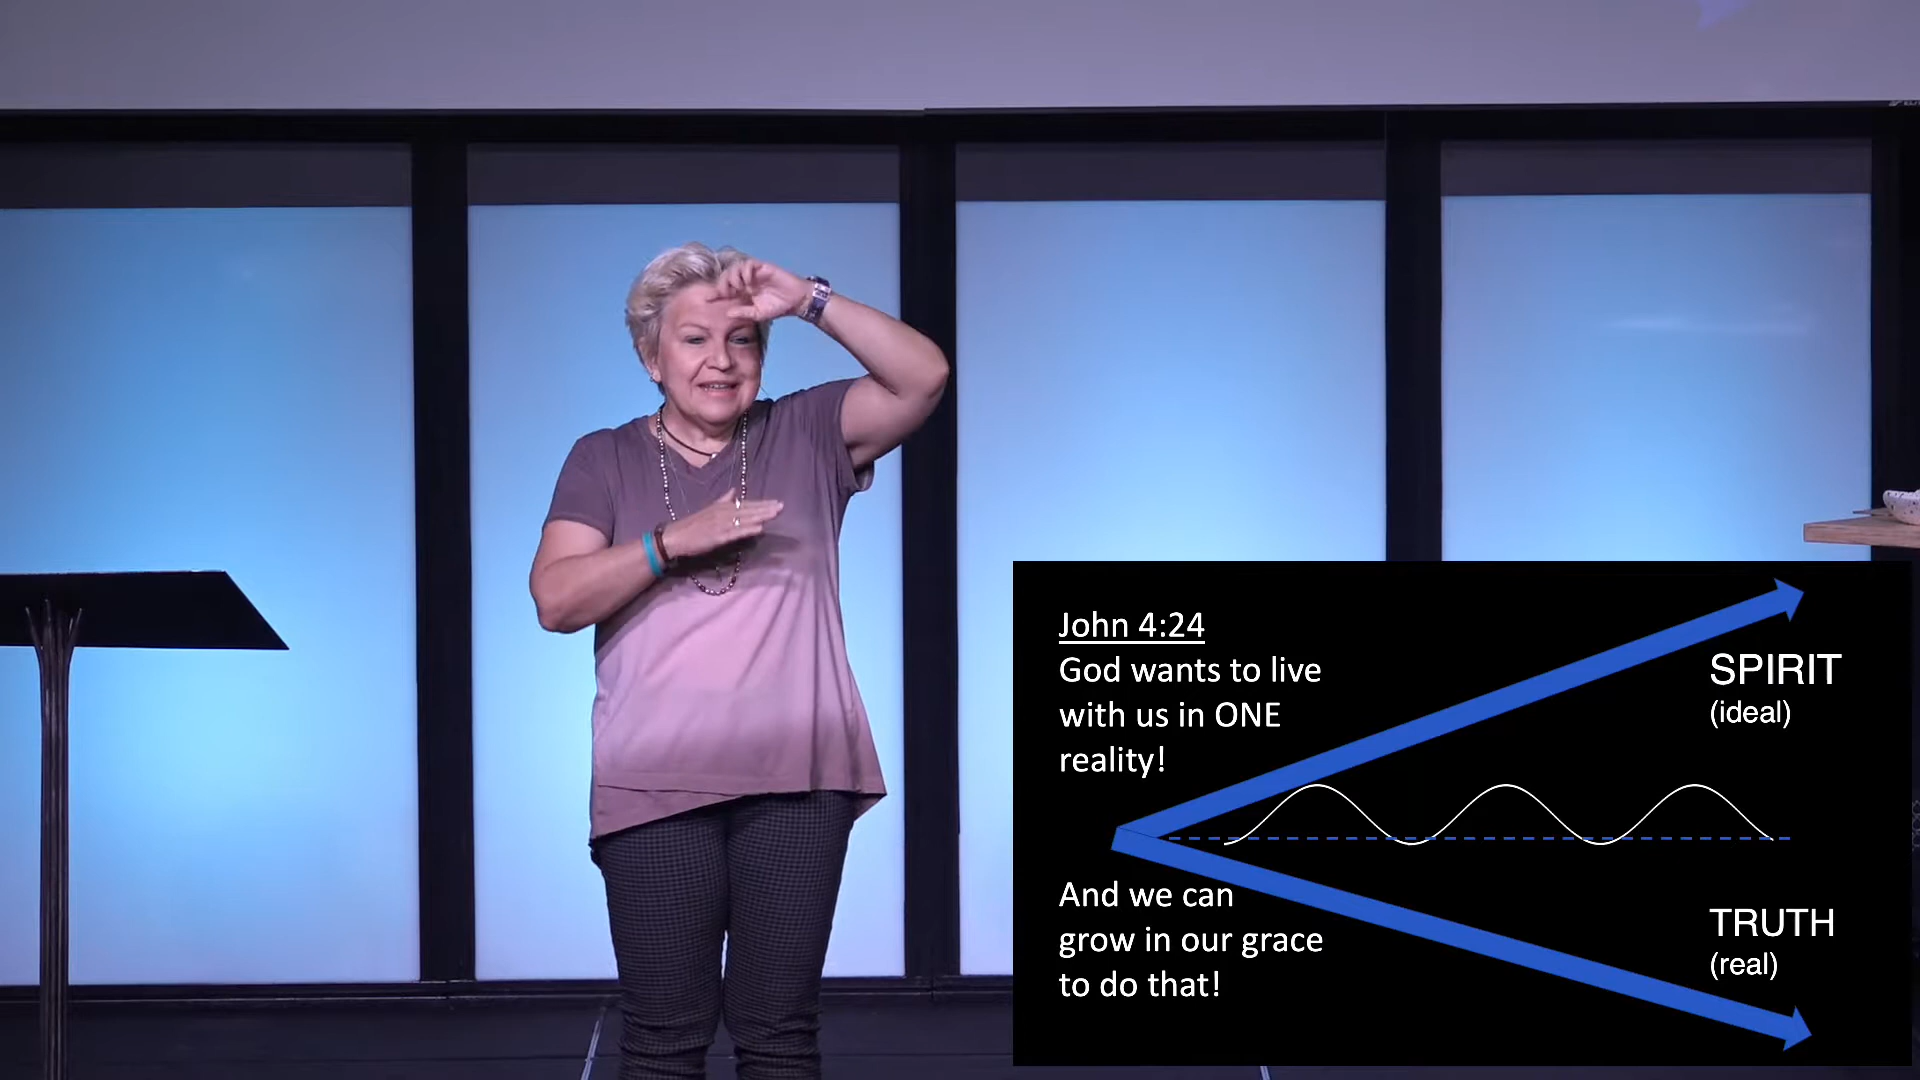 John 4:24
God wants to live
with us in ONE
reality!
SPIRIT
(ideal)
And we can
grow in our grace
to do that!
TRUTH
(real)